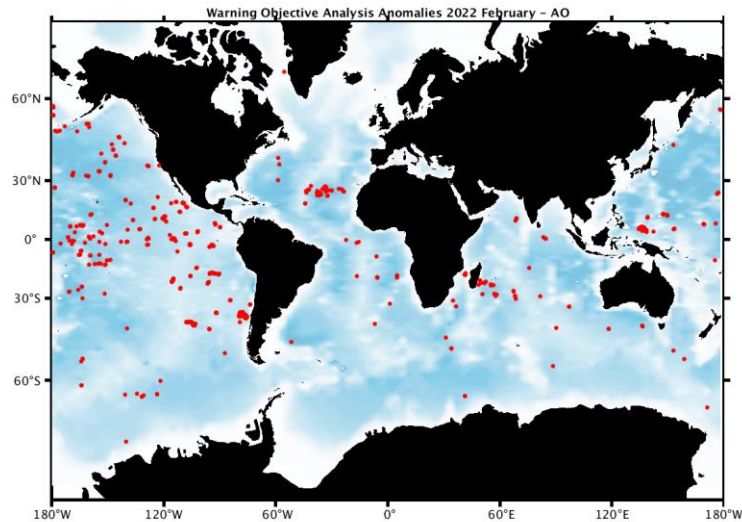 Warning Objective Analysis Anomalies 2022 February – AO
60°N
30°N
0°
30°S
60°S
180°W 120°W 60°W 0° 60°E 120°E 180°E